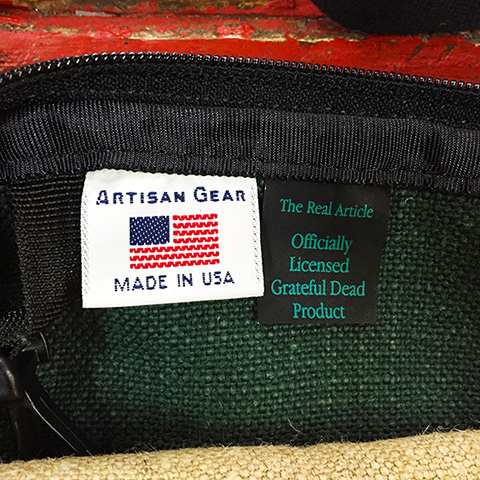 Artisan Gear
MADE IN USA
The Real Article
Officially
Licensed
Grateful Dead
Product